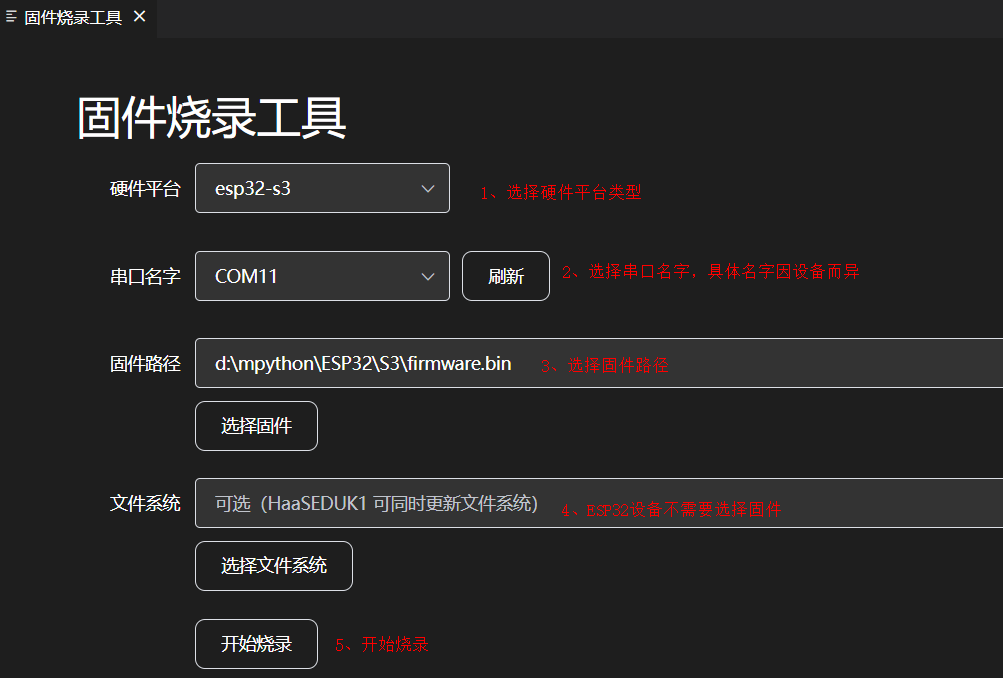 固件烧录工具
固件烧录工具
硬件平台 esp32-s3 1、选择硬件平台类型
串口名字 COM11 刷新 2、选择串口名字，具体名字因设备而异
固件路径 d:\mpython\ESP32\S3\firmware.bin 3、选择固件路径
选择固件
文件系统 可选（HaaSEDUK1 可同时更新文件系统） 4、ESP32设备不需要选择固件
选择文件系统
开始烧录 5、开始烧录